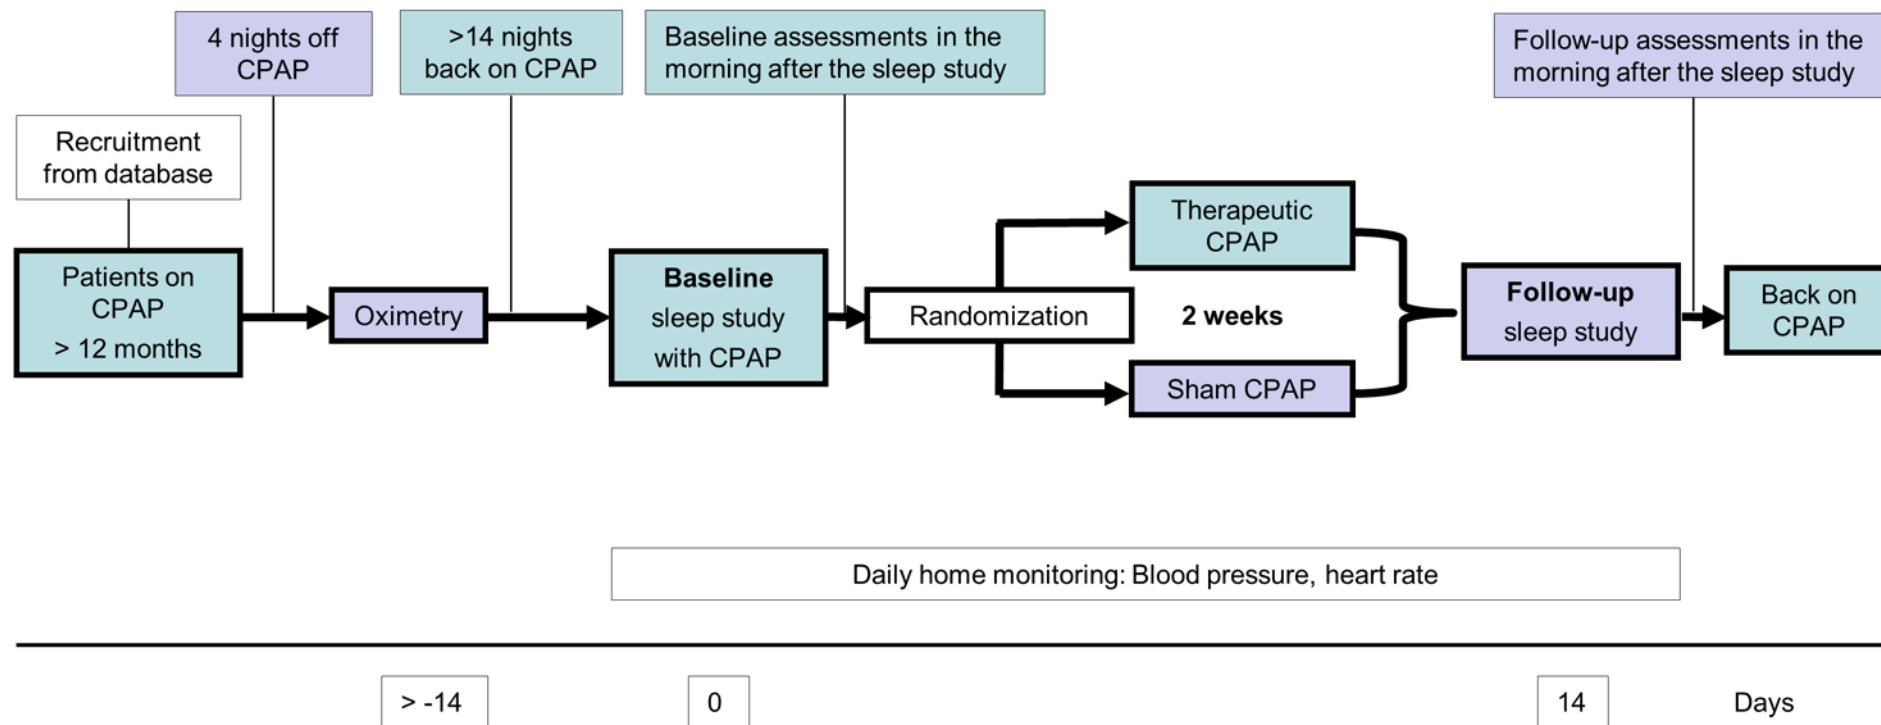 4 nights off
CPAP
>14 nights
back on CPAP
Baseline assessments in the
morning after the sleep study
Follow-up assessments in the
morning after the sleep study
Recruitment
from database
Patients on
CPAP
> 12 months
Oximetry
Baseline
sleep study
with CPAP
Randomization
Therapeutic
CPAP
2 weeks
Sham CPAP
Follow-up
sleep study
Back on
CPAP
Daily home monitoring: Blood pressure, heart rate
> -14
0
14
Days